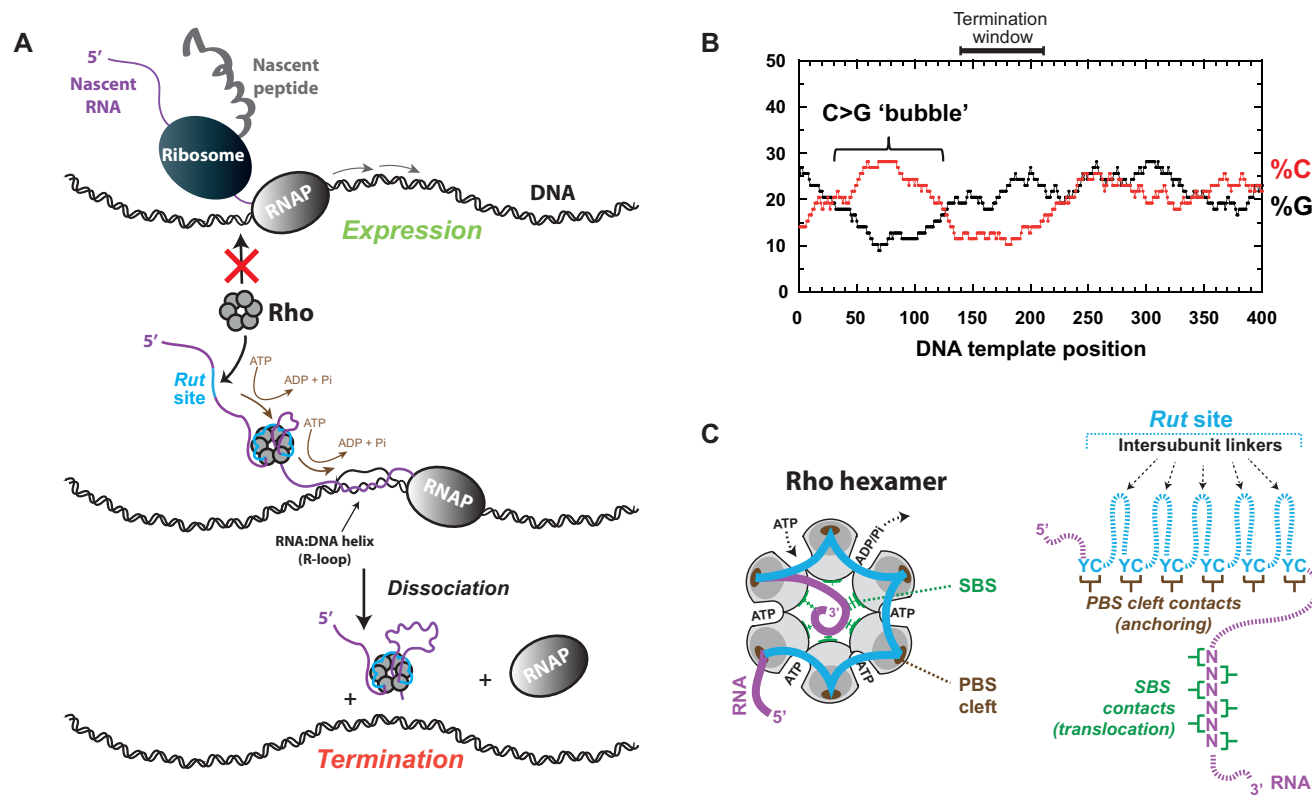 A
5′
Nascent
RNA
Nascent
peptide
Ribosome
RNAP
DNA
Expression
Rho
5′
Rut
site
ATP
ADP + Pi
ATP
ADP + Pi
RNAP
RNA:DNA helix
(R-loop)
Dissociation
5′
+
+
RNAP
Termination
B
Termination
window
50
40
30
20
10
0
C>G ‘bubble’
%C
%G
0
50
100
150
200
250
300
350
400
DNA template position
C
Rho hexamer
ATP
ADP/Pi
SBS
ATP
3′
ATP
ATP
ATP
RNA
5′
PBS
cleft
Rut site
Intersubunit linkers
5′
YC YC YC YC YC YC
PBS cleft contacts
(anchoring)
N
N
N
N
N
N
SBS
contacts
(translocation)
3′ RNA